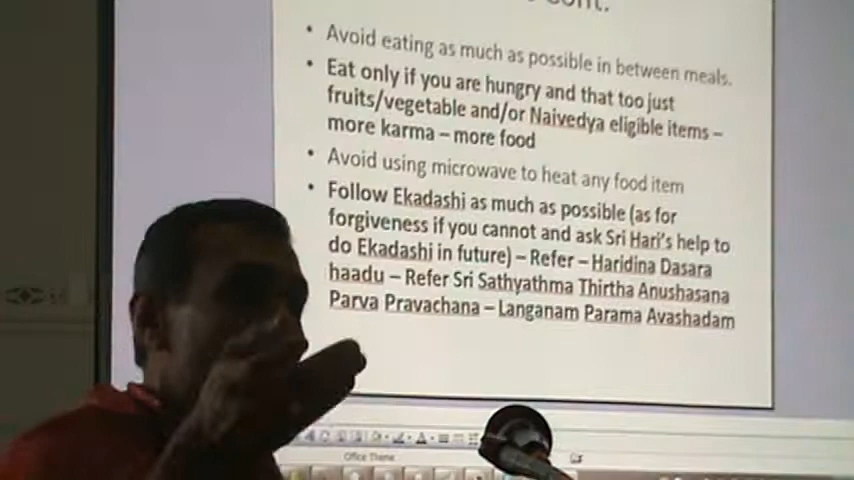 Cont.
• Avoid eating as much as possible in between meals.
• Eat only if you are hungry and that too just
fruits/vegetable and/or Naivedya eligible items –
more karma – more food
• Avoid using microwave to heat any food item
• Follow Ekadashi as much as possible (as for
forgiveness if you cannot and ask Sri Hari's help to
do Ekadashi in future) – Refer – Haridina Dasara
haadu – Refer Sri Sathyathma Thirtha Anushasana
Parva Pravachana – Langanam Parama Avashadam
Office Theme